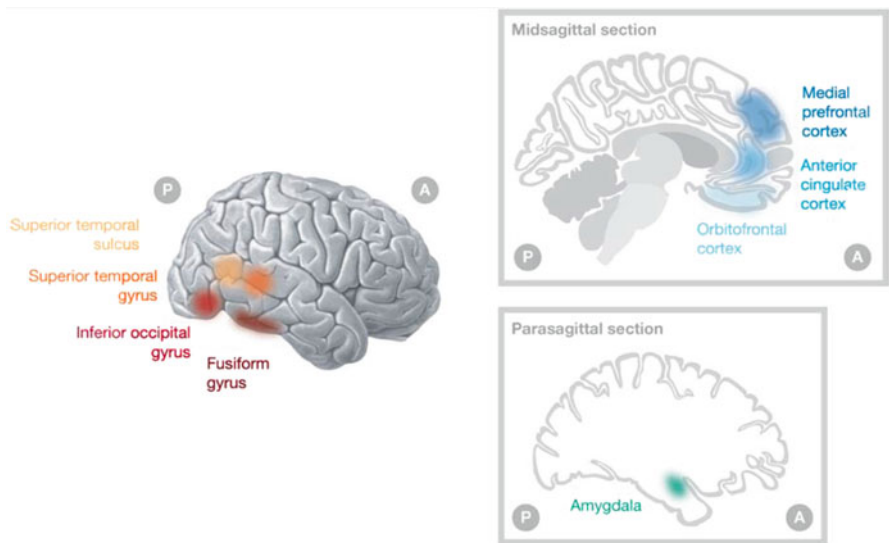 P
A
Superior temporal
sulcus
Superior temporal
gyrus
Inferior occipital
gyrus
Fusiform
gyrus
Midsagittal section
Medial
prefrontal
cortex
Anterior
cingulate
cortex
Orbitofrontal
cortex
P
A
Parasagittal section
Amygdala
P
A